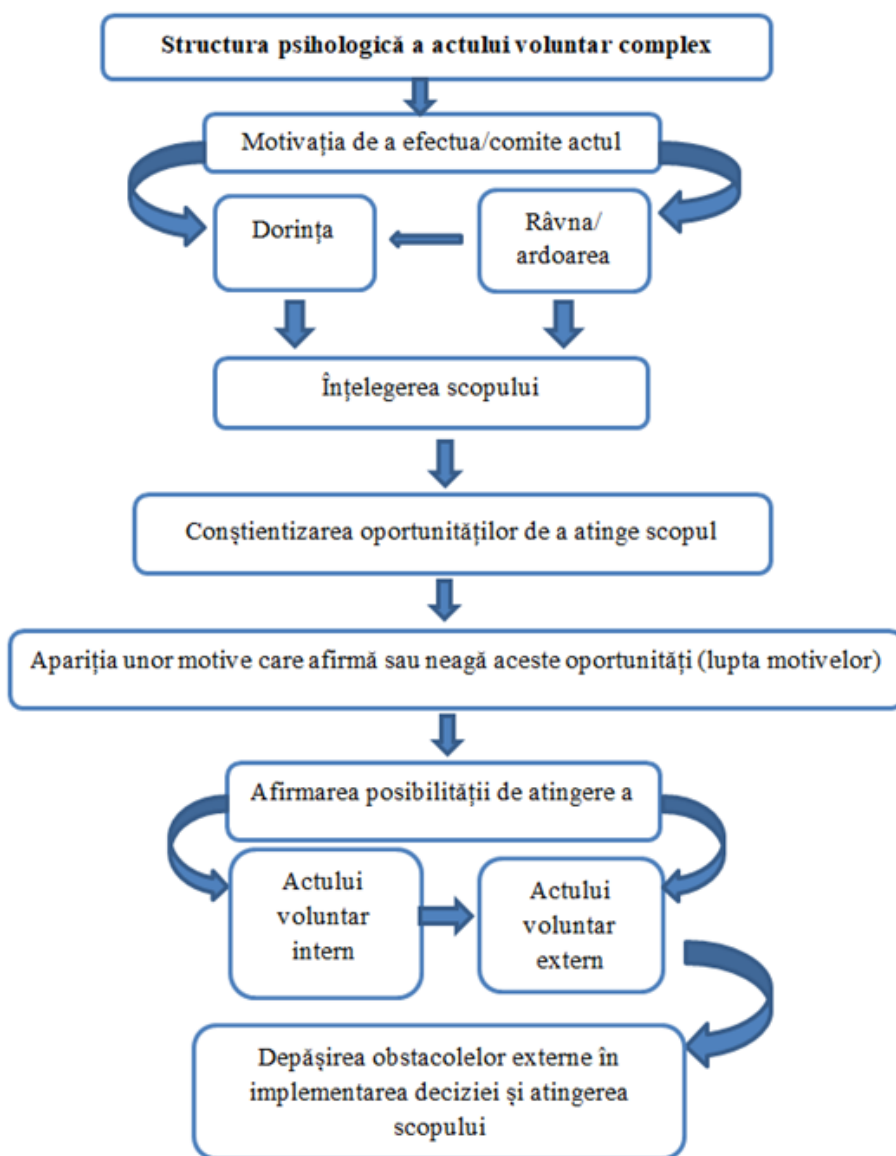 Structura psihologică a actului voluntar complex
Motivația de a efectua/comite actul
Dorința
Râvna/
ardoarea
Înțelegerea scopului
Conștientizarea oportunităților de a atinge scopul
Apariția unor motive care afirmă sau neagă aceste oportunități (lupta motivelor)
Afirmarea posibilității de atingere a
Actului
voluntar
intern
Actului
voluntar
extern
Depășirea obstacolelor externe în
implementarea deciziei și atingerea
scopului